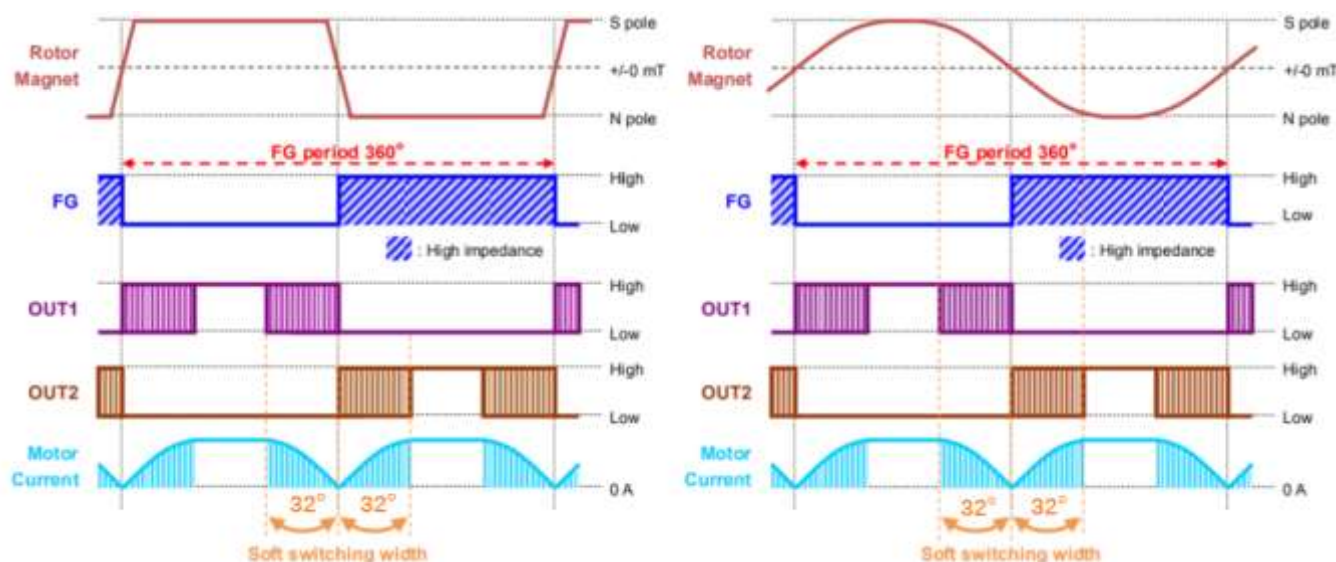 S pole
Rotor
Magnet
+/-0 mT
N pole
FG period 360°
High
FG
Low
: High impedance
High
OUT1
Low
High
OUT2
Low
Motor
Current
0 A
32° 32°
Soft switching width
S pole
Rotor
Magnet
+/-0 mT
N pole
FG period 360°
High
FG
Low
: High impedance
High
OUT1
Low
High
OUT2
Low
Motor
Current
0 A
32° 32°
Soft switching width